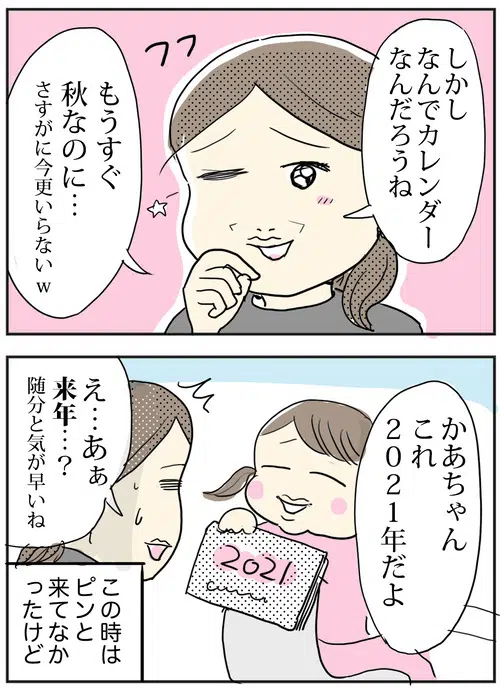 しかし
なんでカレンダー
なんだろうね
もうすぐ
秋なのに…
さすがに今更いらないw
かあちゃん
これ
2021年だよ
2021
え…あぁ
来年…?
随分と気が早いね
この時は
ピンと
来てなか
ったけど